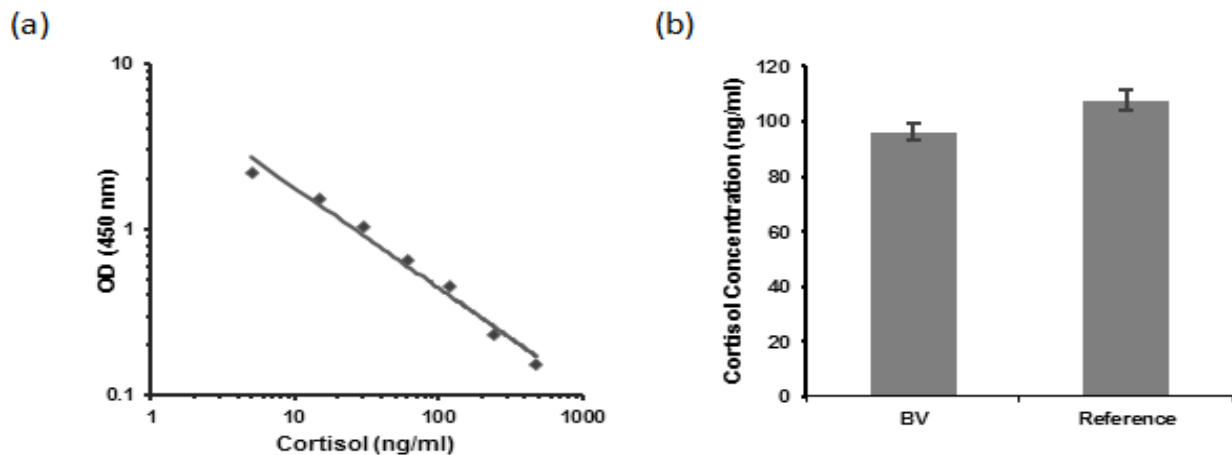 (a)
OD (450 nm)
10
1
0.1
1
10
100
1000
Cortisol (ng/ml)
(b)
Cortisol Concentration (ng/ml)
120
100
80
60
40
20
0
BV
Reference